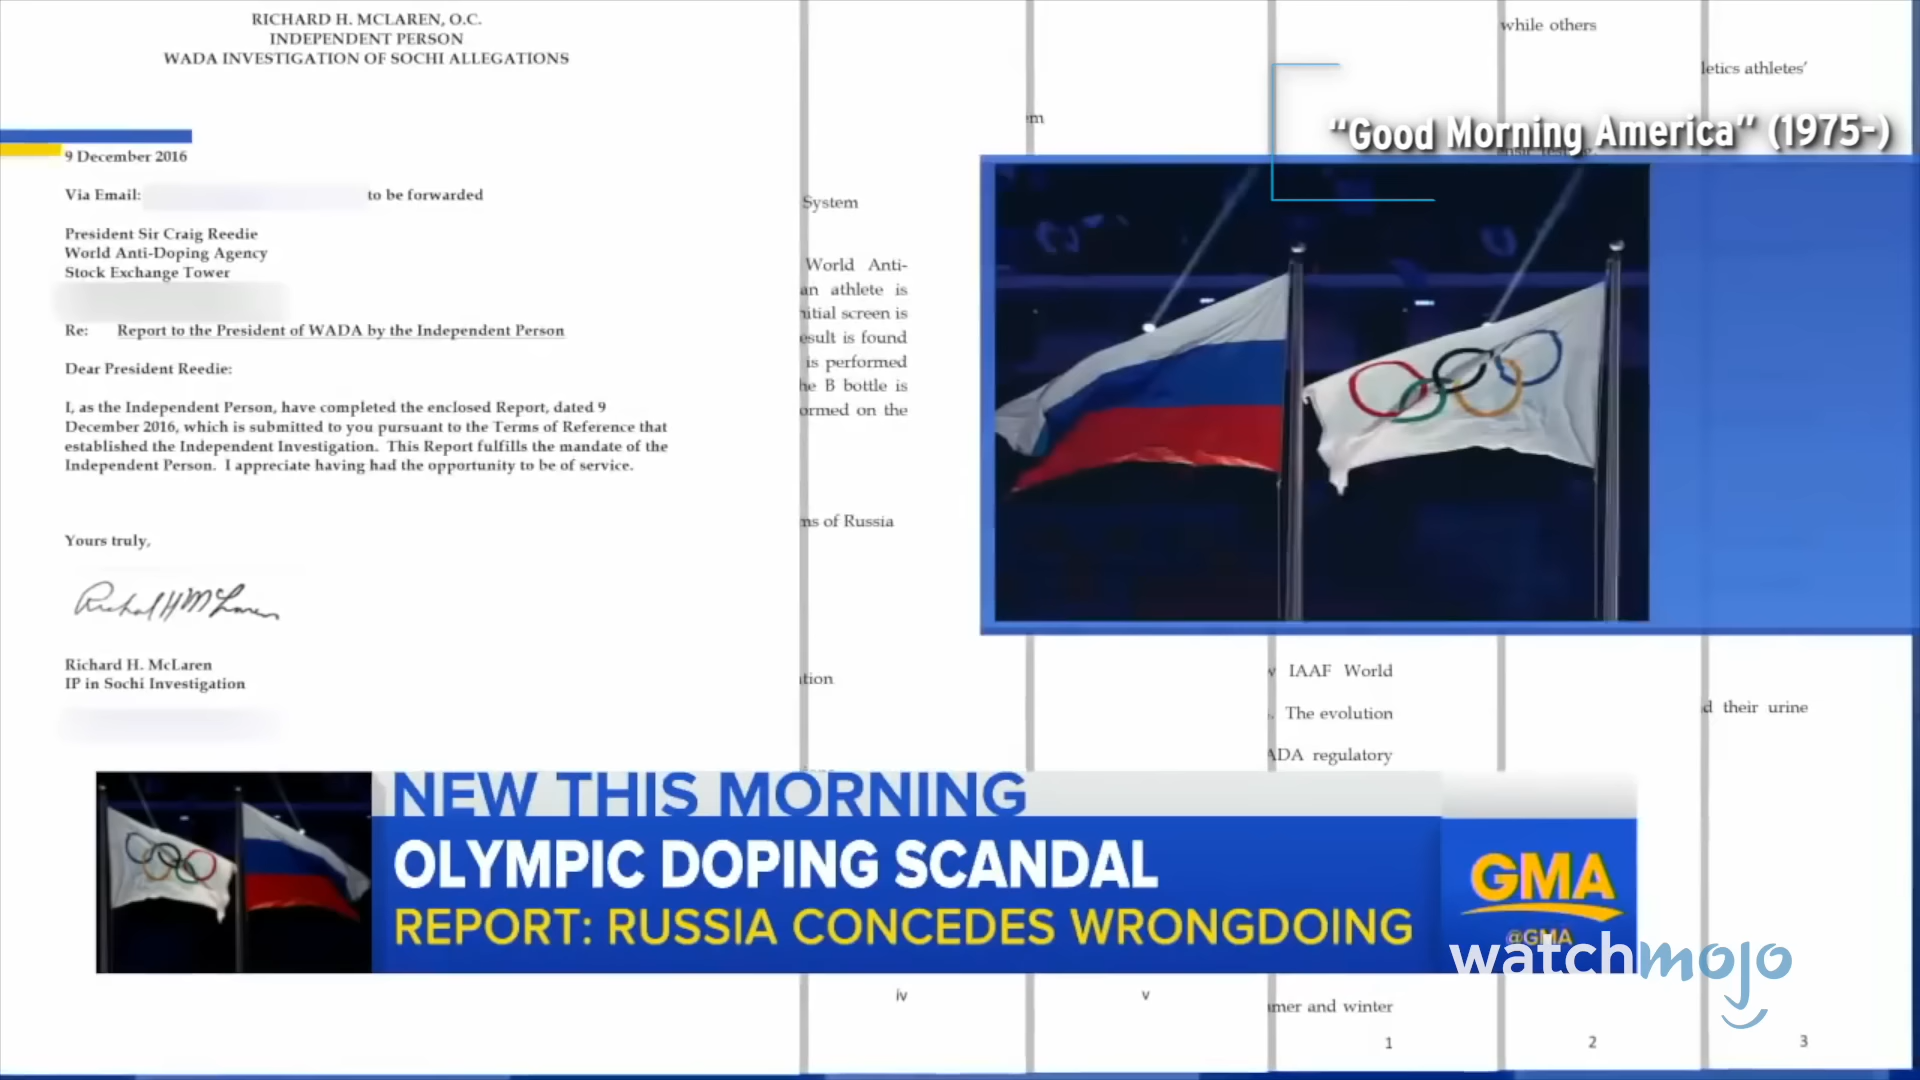 RICHARD H. MCLAREN, O.C.
INDEPENDENT PERSON
WADA INVESTIGATION OF SOCHI ALLEGATIONS
9 December 2016
Via Email: to be forwarded
President Sir Craig Reedie
World Anti-Doping Agency
Stock Exchange Tower
Re: Report to the President of WADA by the Independent Person
Dear President Reedie:
I, as the Independent Person, have completed the enclosed Report, dated 9
December 2016, which is submitted to you pursuant to the Terms of Reference that
established the Independent Investigation. This Report fulfills the mandate of the
Independent Person. I appreciate having had the opportunity to be of service.
Yours truly,
Richard H McLaren
Richard H. McLaren
IP in Sochi Investigation
System
World Anti-
an athlete is
nitial screen is
esult is found
is performed
he B bottle is
ormed on the
ms of Russia
ation
iv
m
v
IAAF World
The evolution
ADA regulatory
mer and winter
1
while others
2
letics athletes'
d their urine
3
"Good Morning America" (1975-)
NEW THIS MORNING
OLYMPIC DOPING SCANDAL
REPORT: RUSSIA CONCEDES WRONGDOING
GMA
@GMA
watchmojo